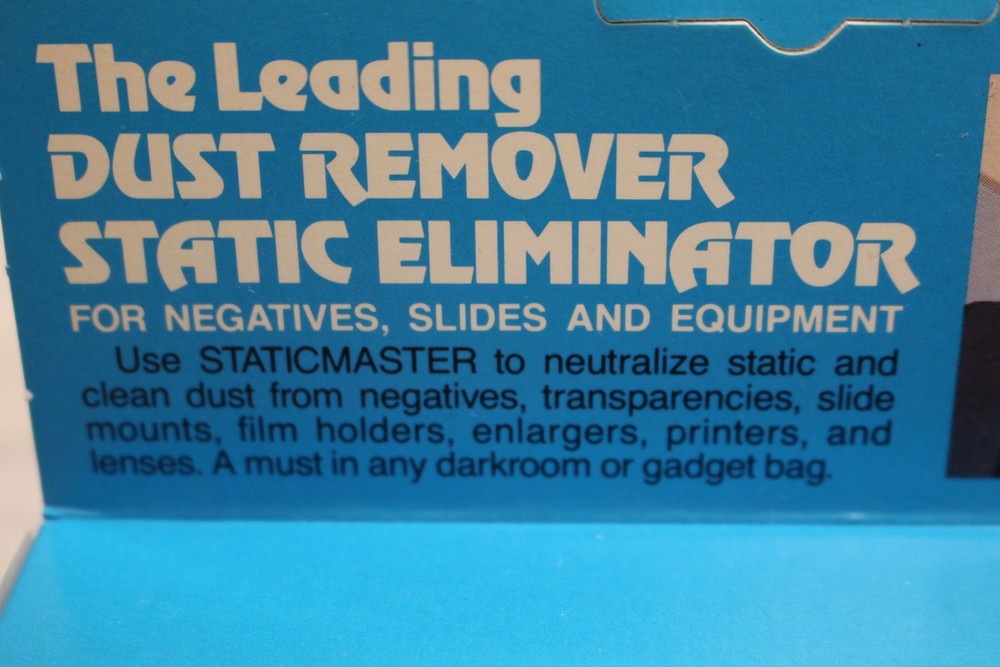 The Leading
DUST REMOVER
STATIC ELIMINATOR
FOR NEGATIVES, SLIDES AND EQUIPMENT
Use STATICMASTER to neutralize static and
clean dust from negatives, transparencies, slide
mounts, film holders, enlargers, printers, and
lenses. A must in any darkroom or gadget bag.